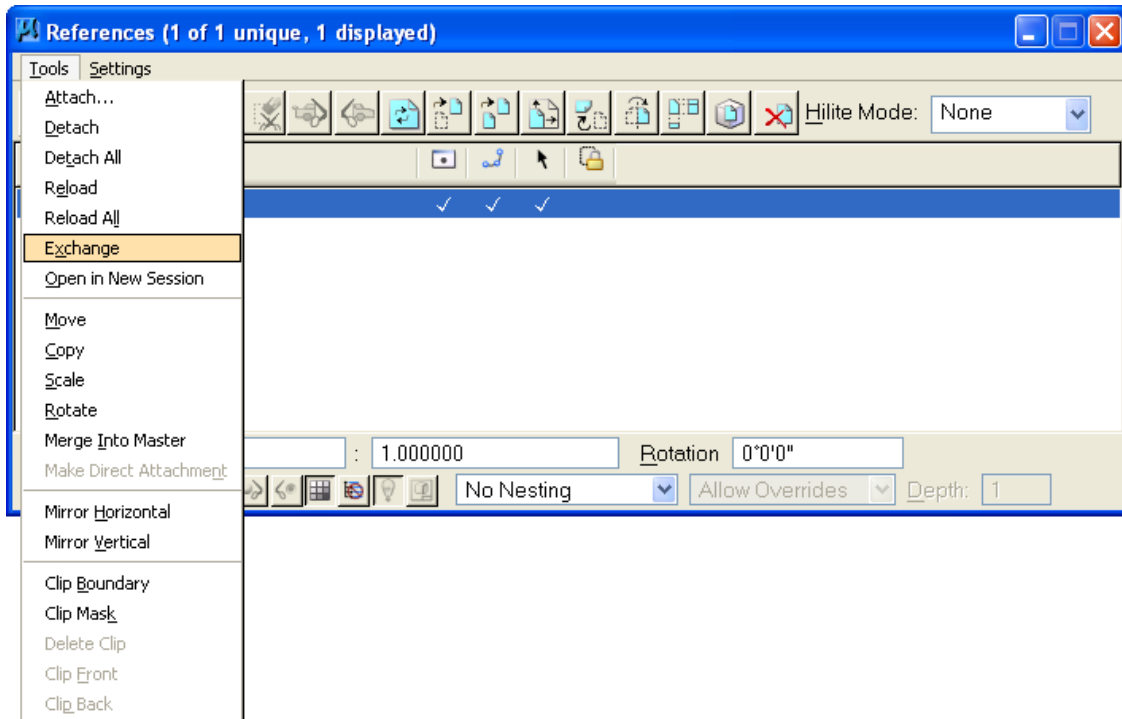 References (1 of 1 unique, 1 displayed)
Tools Settings
Attach...
Detach
Detach All
Reload
Reload All
Exchange
Open in New Session
Move
Copy
Scale
Rotate
Merge Into Master
Make Direct Attachment
Mirror Horizontal
Mirror Vertical
Clip Boundary
Clip Mask
Delete Clip
Clip Front
Clip Back
Hilite Mode: None
: 1.000000 Rotation 0°0'0"
No Nesting Allow Overrides Depth: 1